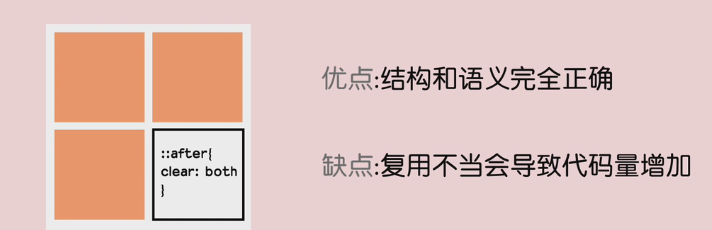 优点:结构和语义完全正确
::after{
clear: both
}
缺点:复用不当会导致代码量增加